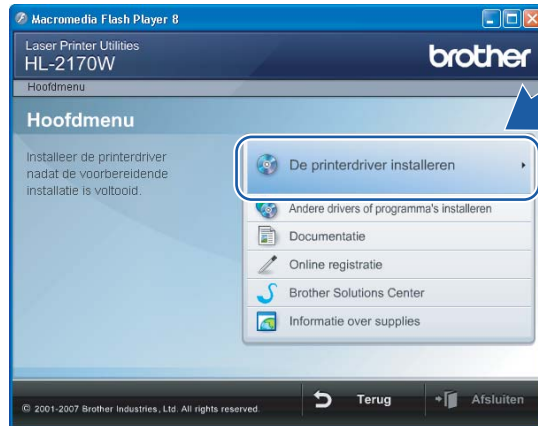 Macromedia Flash Player 8
Laser Printer Utilities
HL-2170W
brother
Hoofdmenu
Hoofdmenu
Installeer de printerdriver
nadat de voorbereidende
installatie is voltooid.
De printerdriver installeren
Andere drivers of programma's installeren
Documentatie
Online registratie
Brother Solutions Center
Informatie over supplies
© 2001-2007 Brother Industries, Ltd. All rights reserved.
Terug
Afsluiten